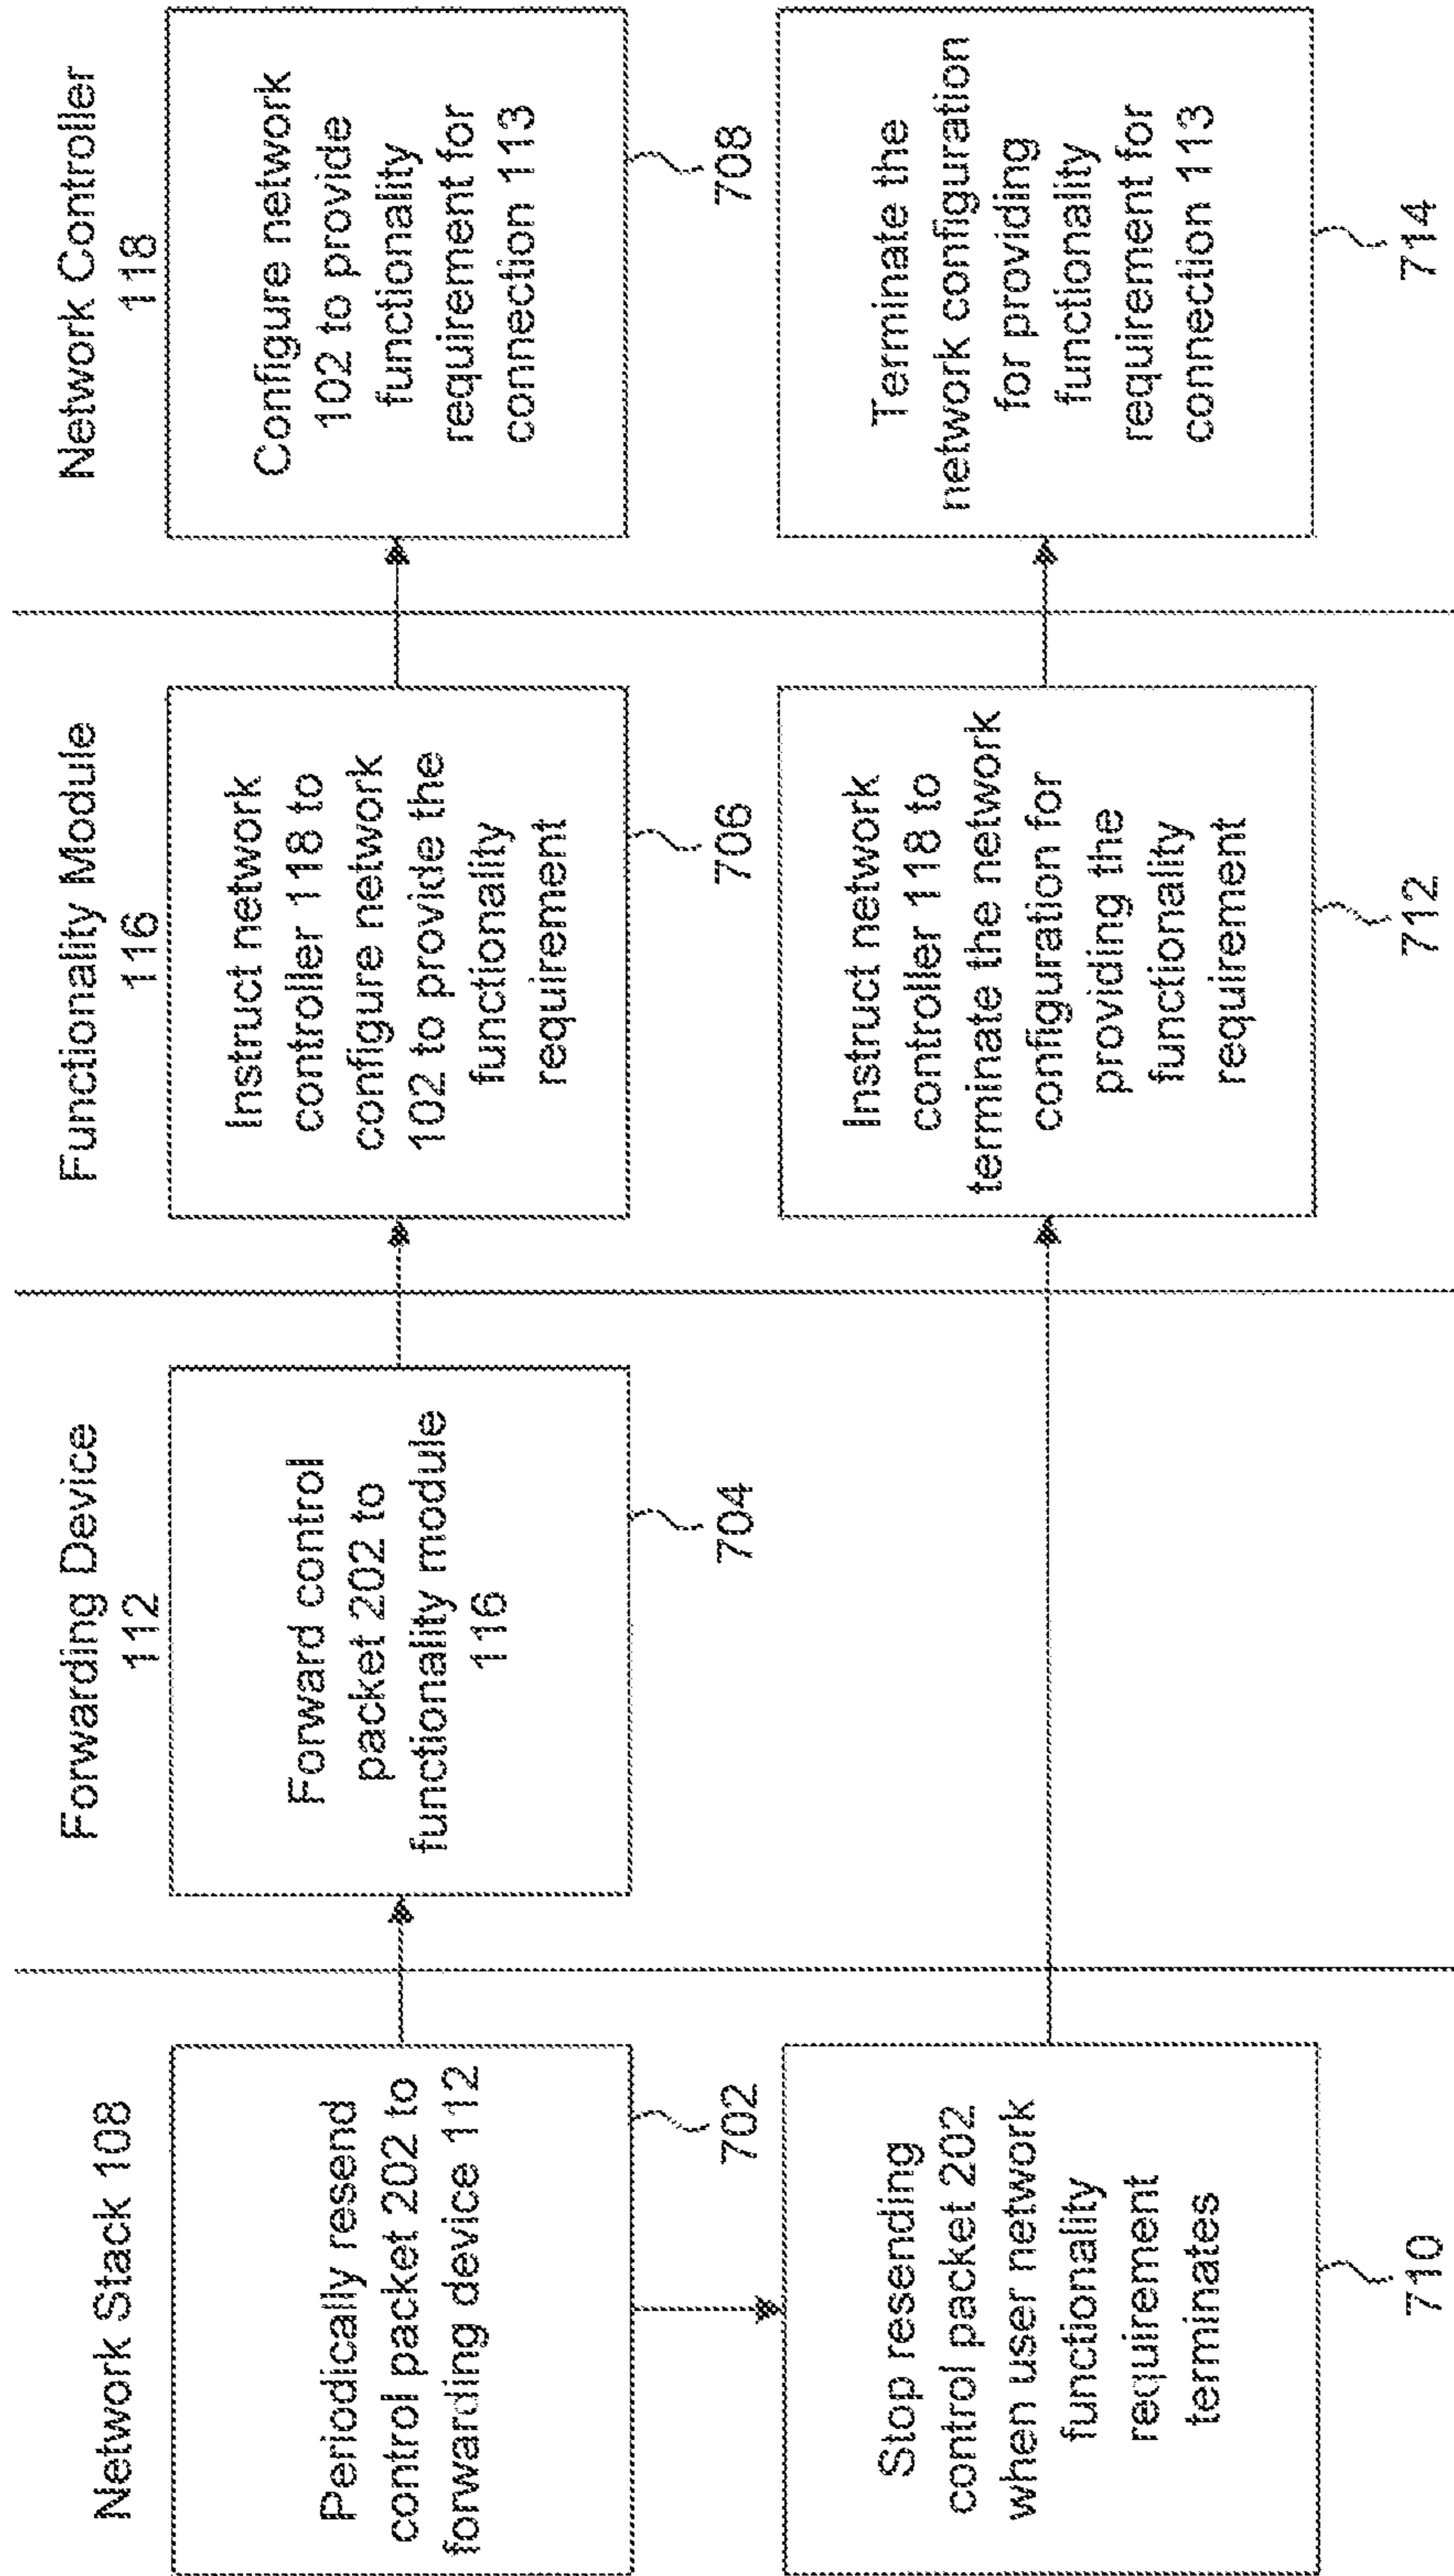 Network Stack 108
Periodically resend
control packet 202 to
forwarding device 112
702
Stop resending
control packet 202
when user network
functionality
requirement
terminates
710
Forwarding Device
112
Forward control
packet 202 to
functionality module
116
704
Functionality Module
116
Instruct network
controller 118 to
configure network
102 to provide the
functionality
requirement
706
Instruct network
controller 118 to
terminate the network
configuration for
providing the
functionality
requirement
712
Network Controller
118
Configure network
102 to provide
functionality
requirement for
connection 113
708
Terminate the
network configuration
for providing
functionality
requirement for
connection 113
714